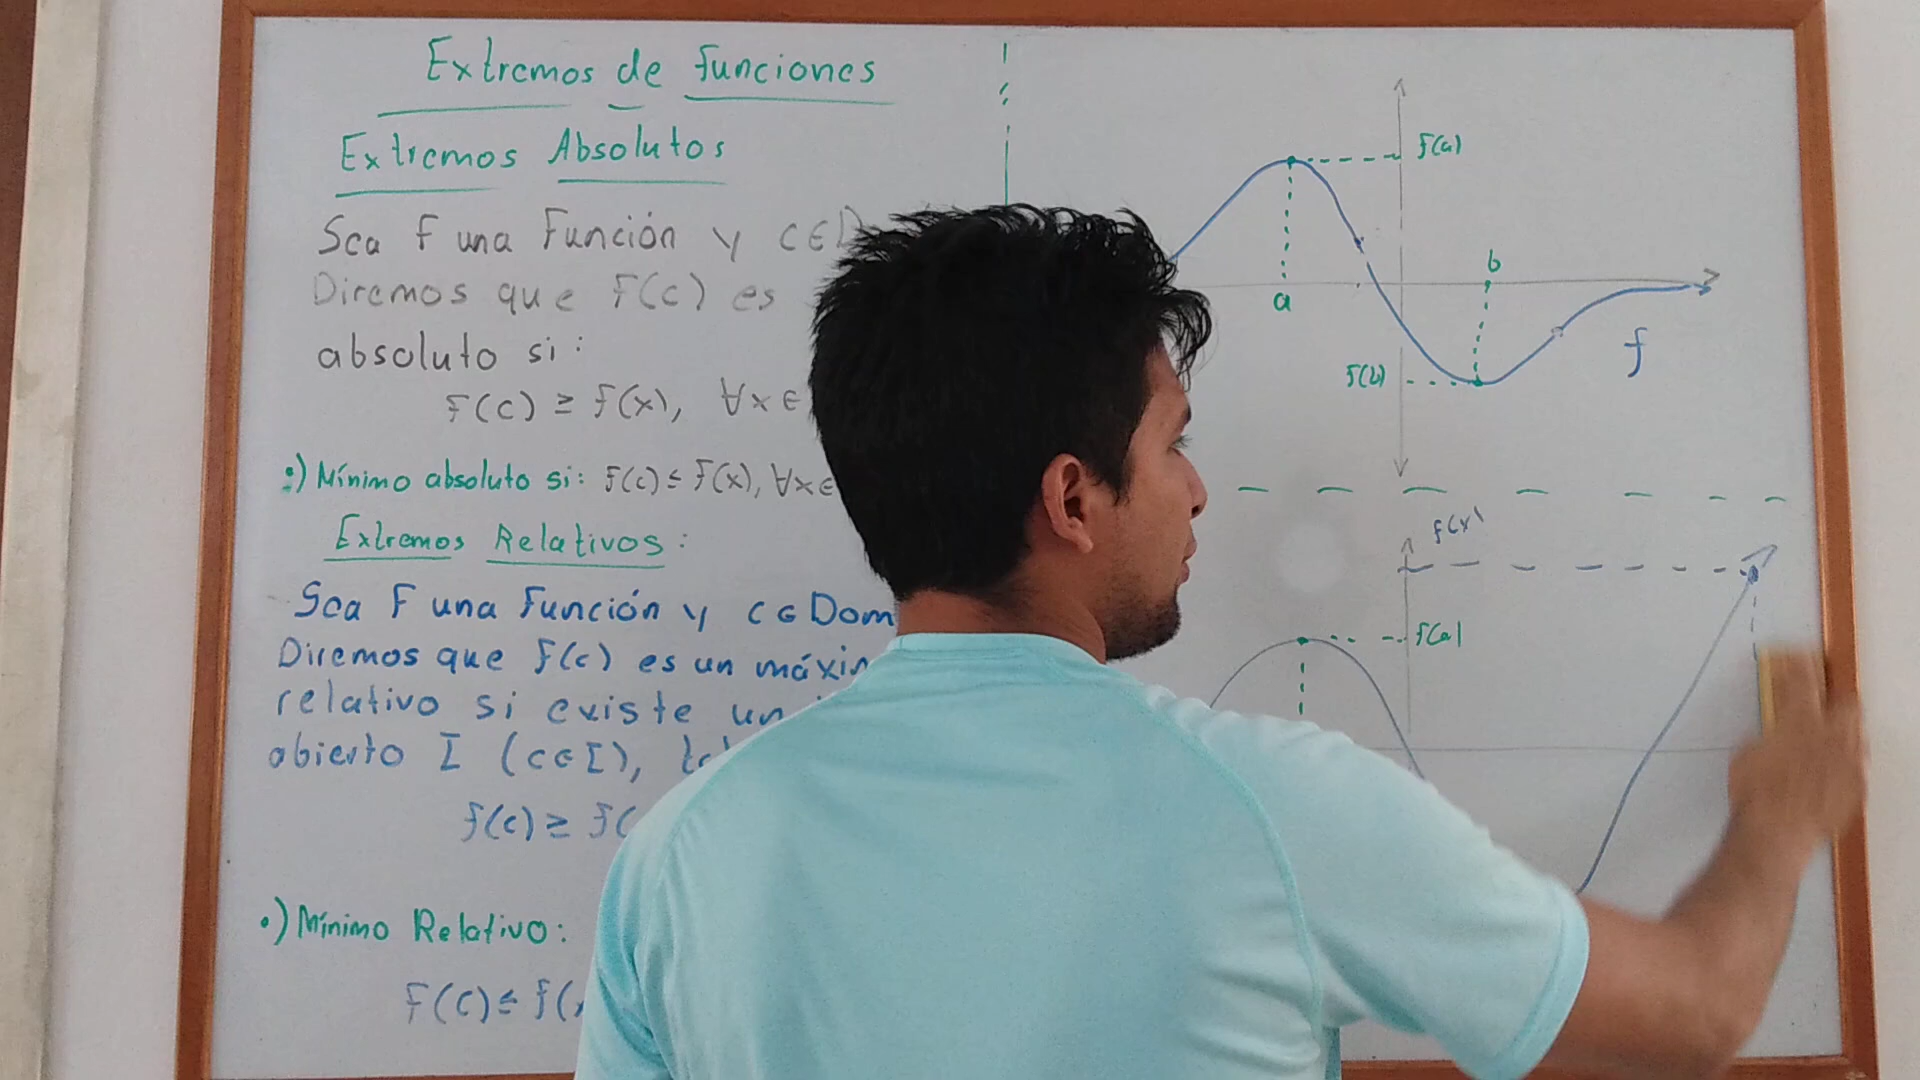 Extremos de funciones
Extremos Absolutos
Sea f una Función y c∈D
Diremos que F(c) es
absoluto si:
F(c) ≥ f(x), ∀x∈
•) Mínimo absoluto si: f(c) ≤ f(x), ∀x∈
Extremos Relativos:
Sea F una Función y c∈Dom
Diremos que f(c) es un
relativo si existe un
abierto I (c∈I),
f(c) ≥
•) Mínimo Relativo:
F(c) ≤ f(x
f(a)
b
a
f(b)
f
f(x)
f(a)